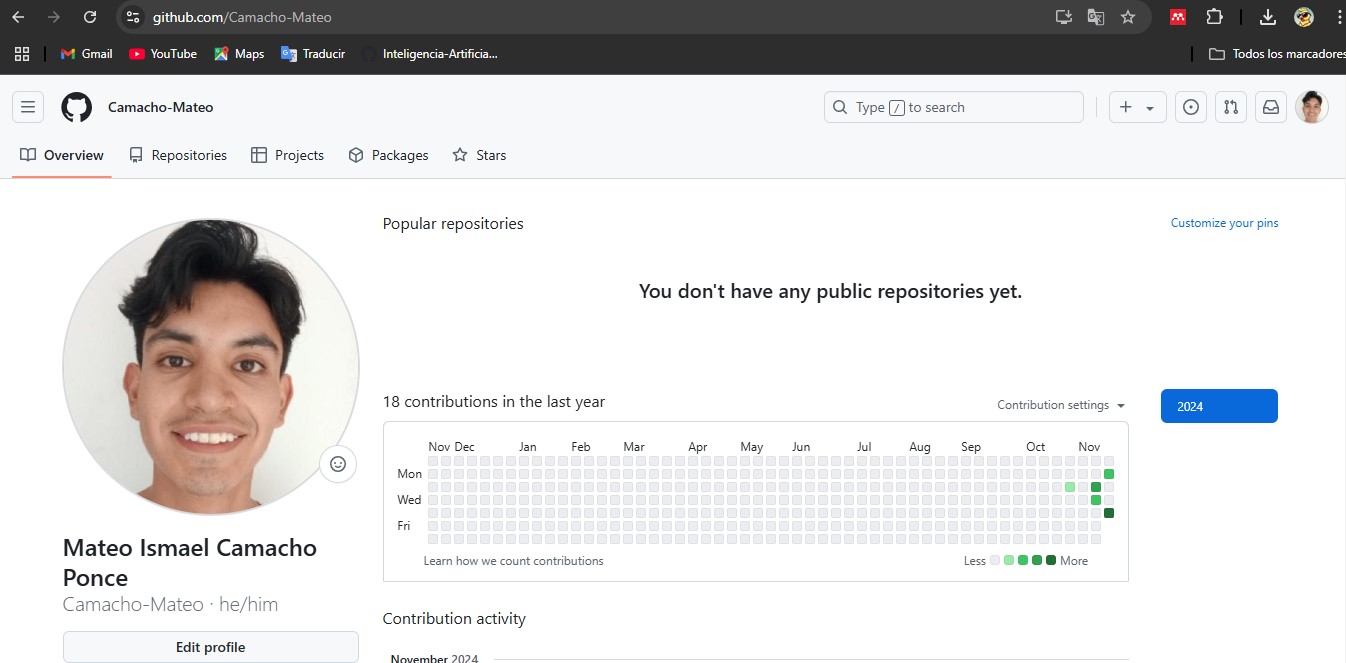 github.com/Camacho-Mateo
Gmail YouTube Maps Traducir Inteligencia-Artificia... Todos los marcadores
Camacho-Mateo Type / to search
Overview Repositories Projects Packages Stars
Popular repositories Customize your pins
You don't have any public repositories yet.
18 contributions in the last year Contribution settings 2024
Nov Dec Jan Feb Mar Apr May Jun Jul Aug Sep Oct Nov
Mon
Wed
Fri
Learn how we count contributions Less More
Mateo Ismael Camacho
Ponce
Camacho-Mateo · he/him
Edit profile
Contribution activity
November 2024